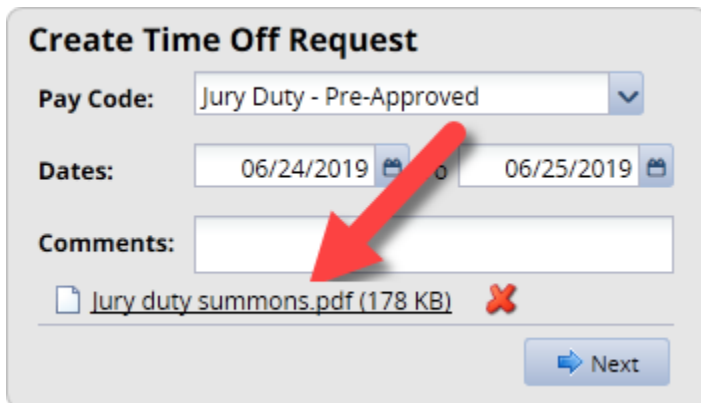 Create Time Off Request
Pay Code: Jury Duty - Pre-Approved
Dates: 06/24/2019 06/25/2019
Comments:
Jury duty summons.pdf (178 KB)
Next